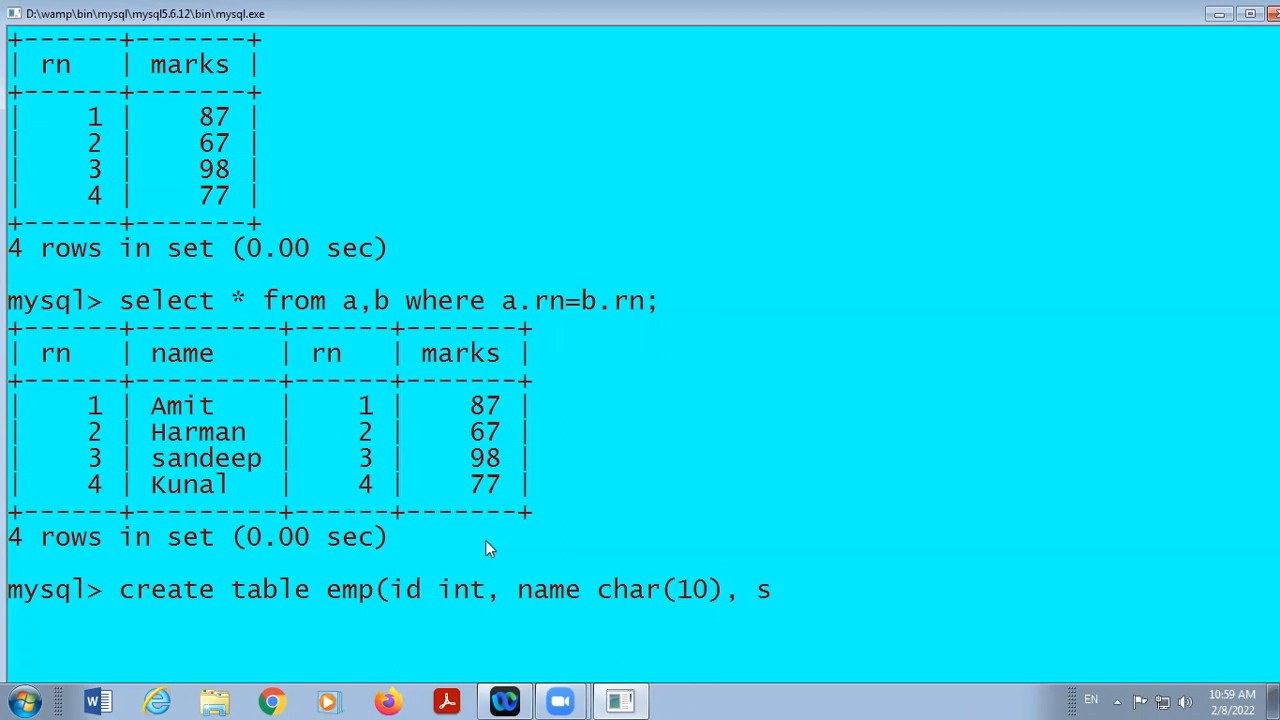 D:\wamp\bin\mysql\mysql5.6.12\bin\mysql.exe
+------+-------+
| rn   | marks |
+------+-------+
|    1 |    87 |
|    2 |    67 |
|    3 |    98 |
|    4 |    77 |
+------+-------+
4 rows in set (0.00 sec)
mysql> select * from a,b where a.rn=b.rn;
+------+---------+------+-------+
| rn   | name    | rn   | marks |
+------+---------+------+-------+
|    1 | Amit    |    1 |    87 |
|    2 | Harman  |    2 |    67 |
|    3 | sandeep |    3 |    98 |
|    4 | Kunal   |    4 |    77 |
+------+---------+------+-------+
4 rows in set (0.00 sec)
mysql> create table emp(id int, name char(10), s
EN
10:59 AM
2/8/2022